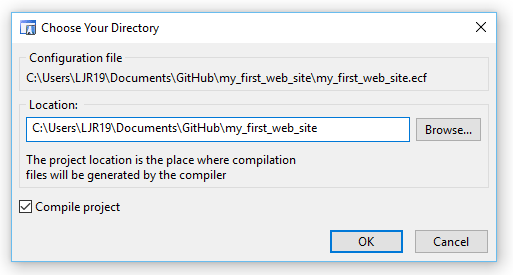 Choose Your Directory
Configuration file
C:\Users\LJR19\Documents\GitHub\my_first_web_site\my_first_web_site.ecf
Location:
C:\Users\LJR19\Documents\GitHub\my_first_web_site
Browse...
The project location is the place where compilation
files will be generated by the compiler
Compile project
OK
Cancel